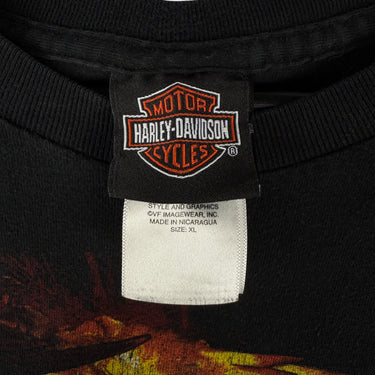 MOTOR
HARLEY-DAVIDSON
CYCLES
®
STYLE AND GRAPHICS
©VF IMAGEWEAR, INC.
MADE IN NICARAGUA
SIZE: XL